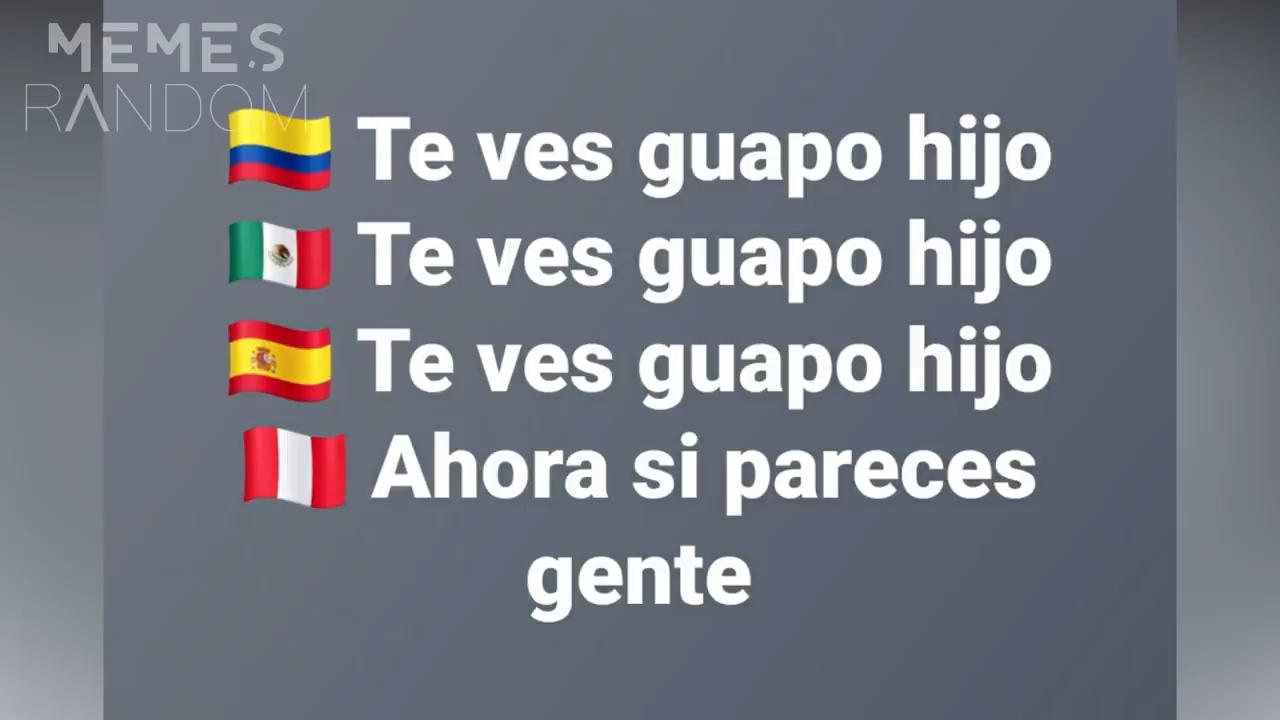 MEMES
RANDOM
🇨🇴 Te ves guapo hijo
🇲🇽 Te ves guapo hijo
🇪🇸 Te ves guapo hijo
🇵🇪 Ahora si pareces
gente